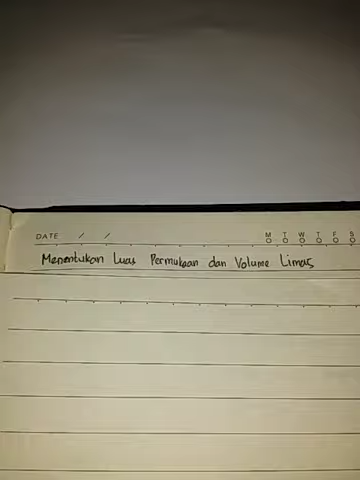 DATE / / M T W T F S
Menentukan Luas Permukaan dan Volume Limas